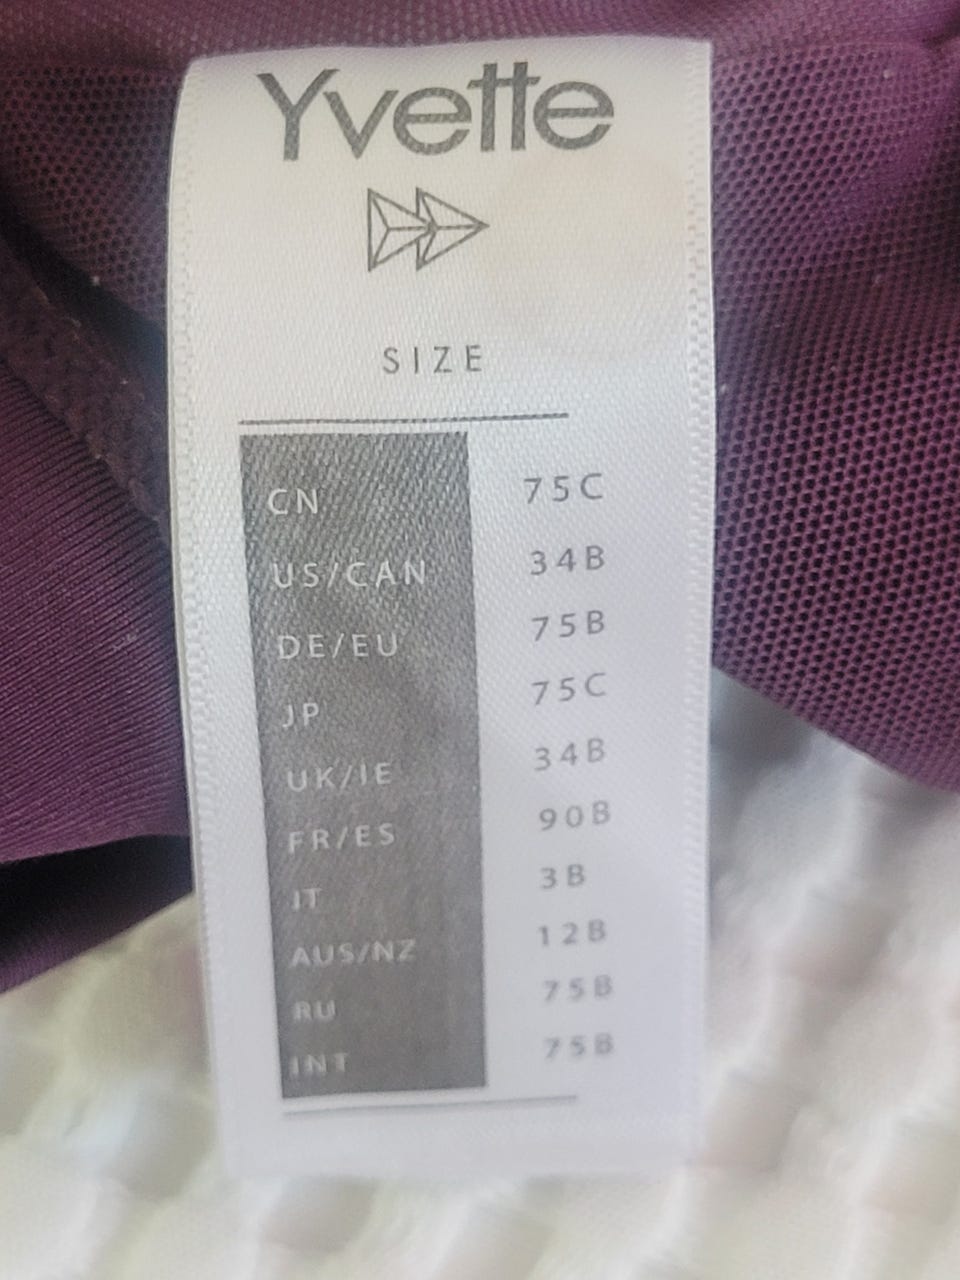 Yvette
SIZE
CN 75C
US/CAN 34B
DE/EU 75B
JP 75C
UK/IE 34B
FR/ES 90B
IT 3B
AUS/NZ 12B
RU 75B
INT 75B